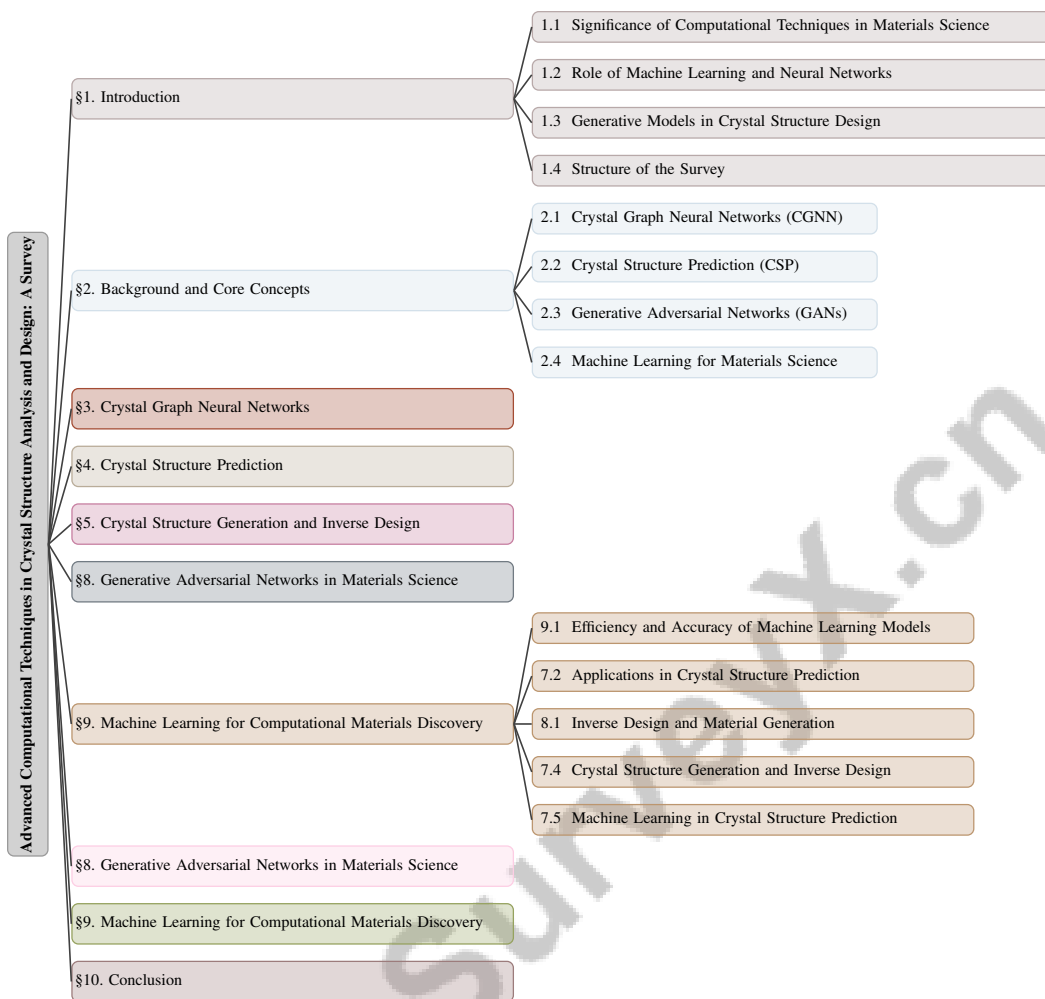 Advanced Computational Techniques in Crystal Structure Analysis and Design: A Survey
§1. Introduction
1.1 Significance of Computational Techniques in Materials Science
1.2 Role of Machine Learning and Neural Networks
1.3 Generative Models in Crystal Structure Design
1.4 Structure of the Survey
§2. Background and Core Concepts
2.1 Crystal Graph Neural Networks (CGNN)
2.2 Crystal Structure Prediction (CSP)
2.3 Generative Adversarial Networks (GANs)
2.4 Machine Learning for Materials Science
§3. Crystal Graph Neural Networks
§4. Crystal Structure Prediction
§5. Crystal Structure Generation and Inverse Design
§8. Generative Adversarial Networks in Materials Science
§9. Machine Learning for Computational Materials Discovery
9.1 Efficiency and Accuracy of Machine Learning Models
7.2 Applications in Crystal Structure Prediction
8.1 Inverse Design and Material Generation
7.4 Crystal Structure Generation and Inverse Design
7.5 Machine Learning in Crystal Structure Prediction
§8. Generative Adversarial Networks in Materials Science
§9. Machine Learning for Computational Materials Discovery
§10. Conclusion
Surveyx.cn